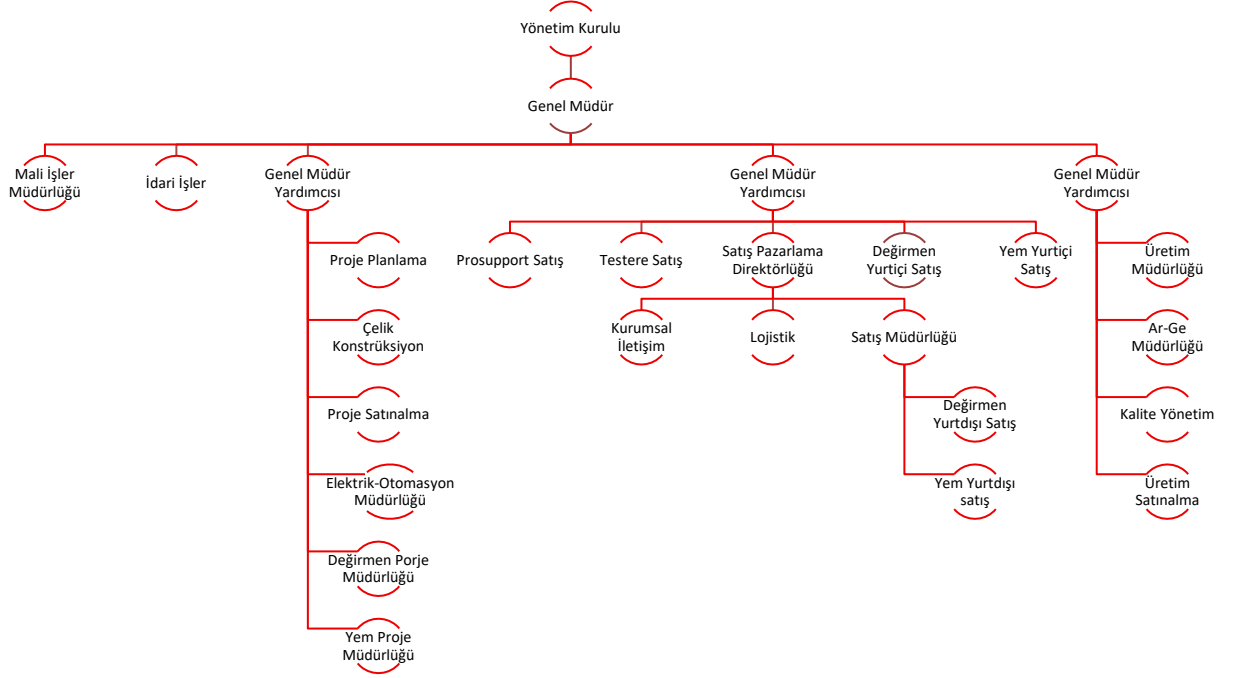 Yönetim Kurulu
Genel Müdür
Mali İşler
Müdürlüğü
İdari İşler
Genel Müdür
Yardımcısı
Proje Planlama
Çelik
Konstrüksiyon
Proje Satınalma
Elektrik-Otomasyon
Müdürlüğü
Değirmen Porje
Müdürlüğü
Yem Proje
Müdürlüğü
Genel Müdür
Yardımcısı
Prosupport Satış
Testere Satış
Satış Pazarlama
Direktörlüğü
Kurumsal
İletişim
Lojistik
Satış Müdürlüğü
Değirmen
Yurtdışı Satış
Yem Yurtdışı
satış
Değirmen
Yurtiçi Satış
Yem Yurtiçi
Satış
Genel Müdür
Yardımcısı
Üretim
Müdürlüğü
Ar-Ge
Müdürlüğü
Kalite Yönetim
Üretim
Satınalma